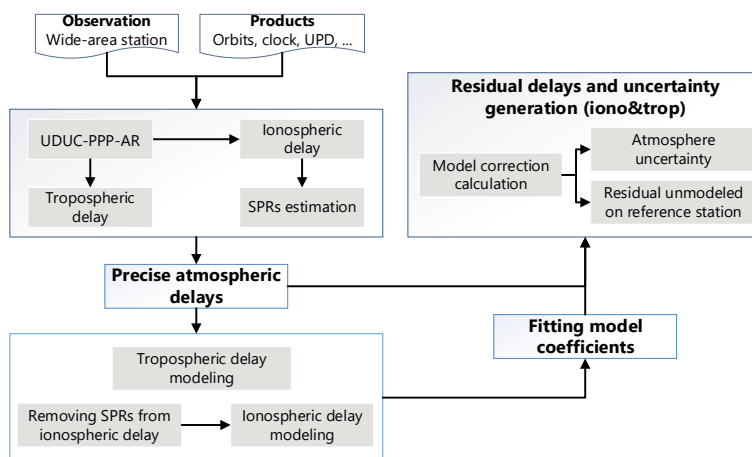 Observation
Wide-area station
Products
Orbits, clock, UPD, ...
UDUC-PPP-AR
Ionospheric
delay
Tropospheric
delay
SPRs estimation
Precise atmospheric
delays
Tropospheric delay
modeling
Removing SPRs from
ionospheric delay
Ionospheric delay
modeling
Residual delays and uncertainty
generation (iono&trop)
Model correction
calculation
Atmosphere
uncertainty
Residual unmodeled
on reference station
Fitting model
coefficients